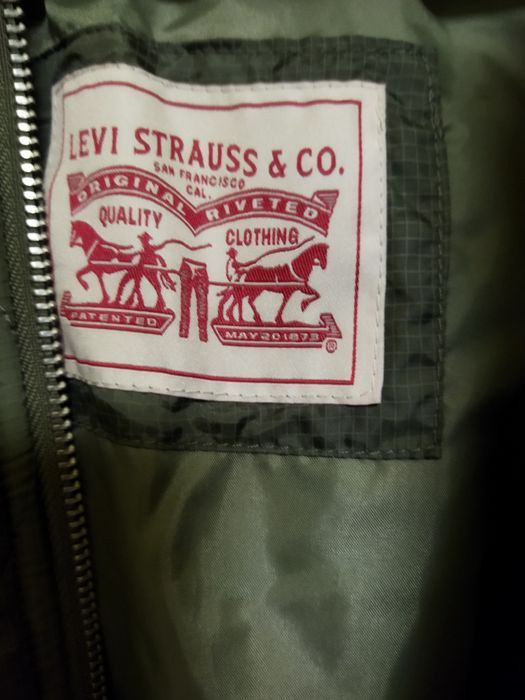 LEVI STRAUSS & CO.
SAN FRANCISCO
CAL.
ORIGINAL RIVETED
QUALITY CLOTHING
PATENTED MAY 20 1873
®